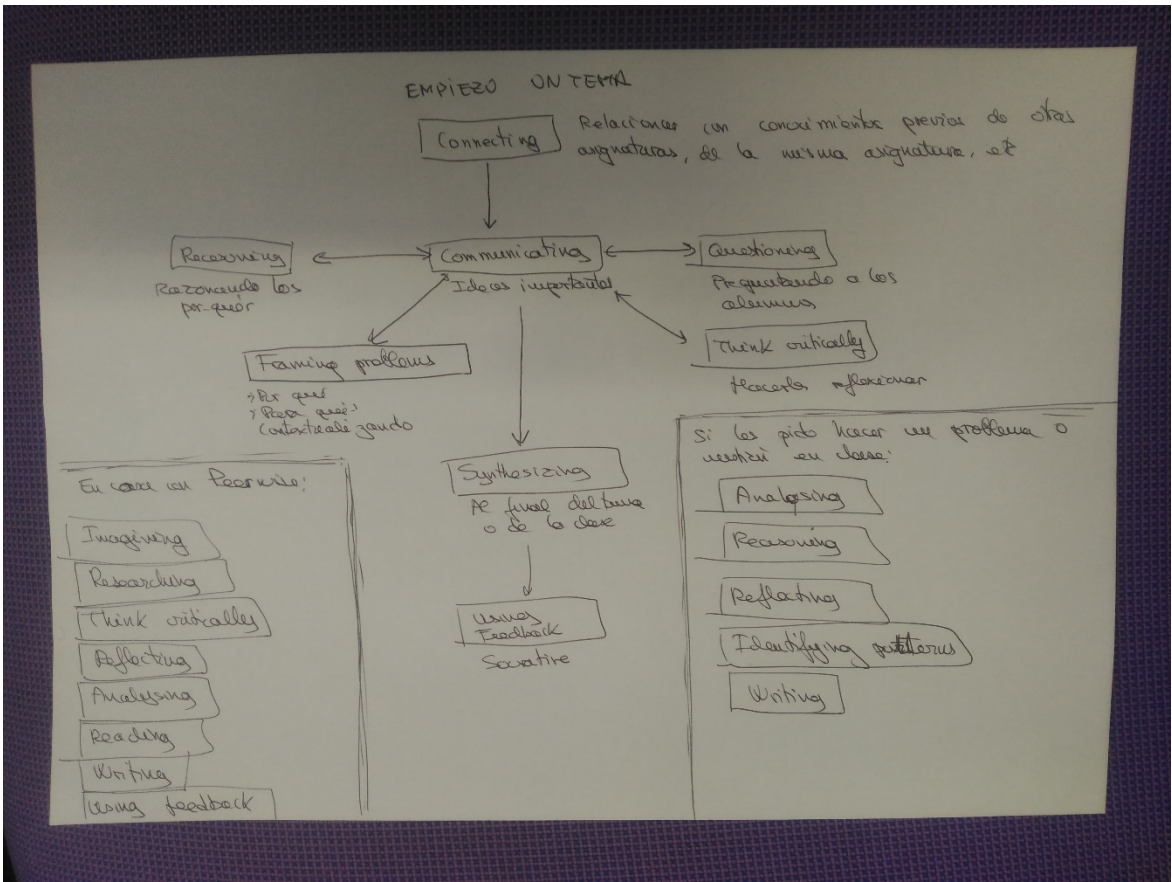 EMPIEZO UN TEMA
Connecting
Relacionar con conocimientos previos de otras
asignaturas, de la misma asignatura, etc
Reasoning
Communicating
Questioning
Razonando los
por-qués
Ideas importantes
Preguntando a los
alumnos
Think critically
Hacerles reflexionar
Framing problems
> Por qué
> Para qué?
Contextualizando
Synthesizing
Al final del tema
o de la clase
Using
Feedback
Socrative
En casa con Peerwise:
Imagining
Researching
Think critically
Reflecting
Analysing
Reading
Writing
Using feedback
Si les pido hacer un problema o
en clase:
Analysing
Reasoning
Reflecting
Identifying patterns
Writing